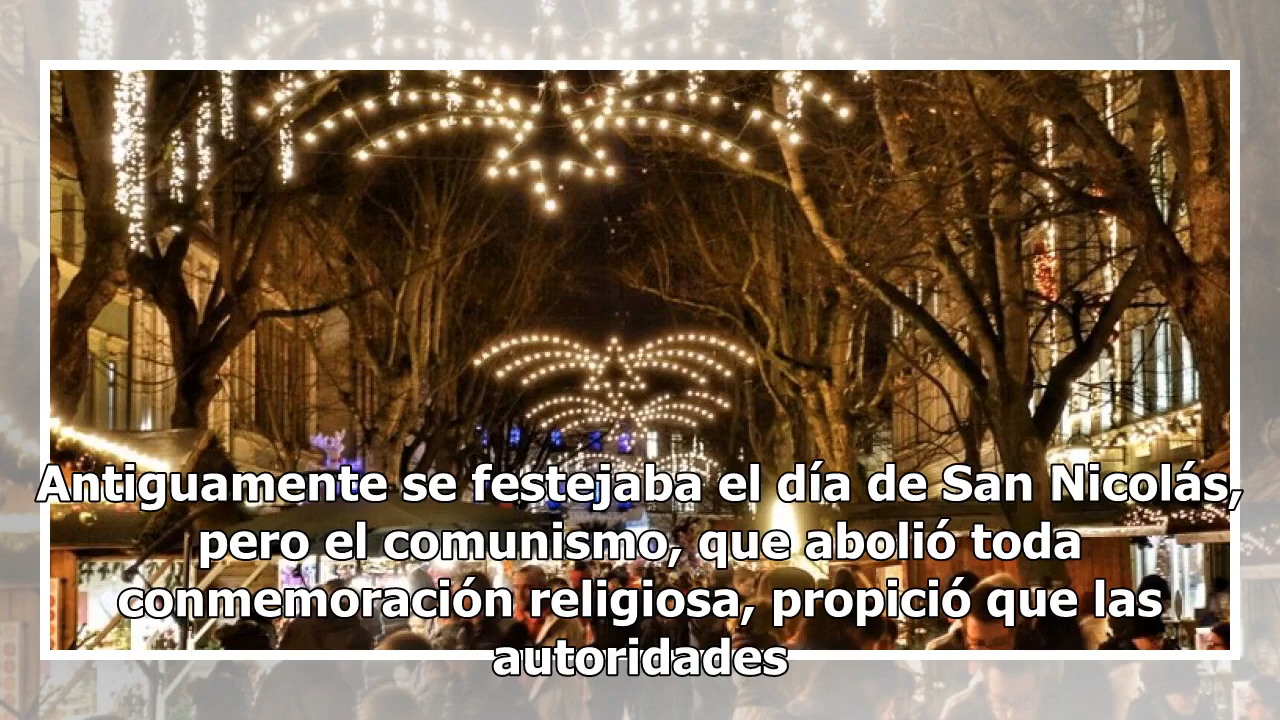 Antiguamente se festejaba el día de San Nicolás,
pero el comunismo, que abolió toda
conmemoración religiosa, propició que las
autoridades